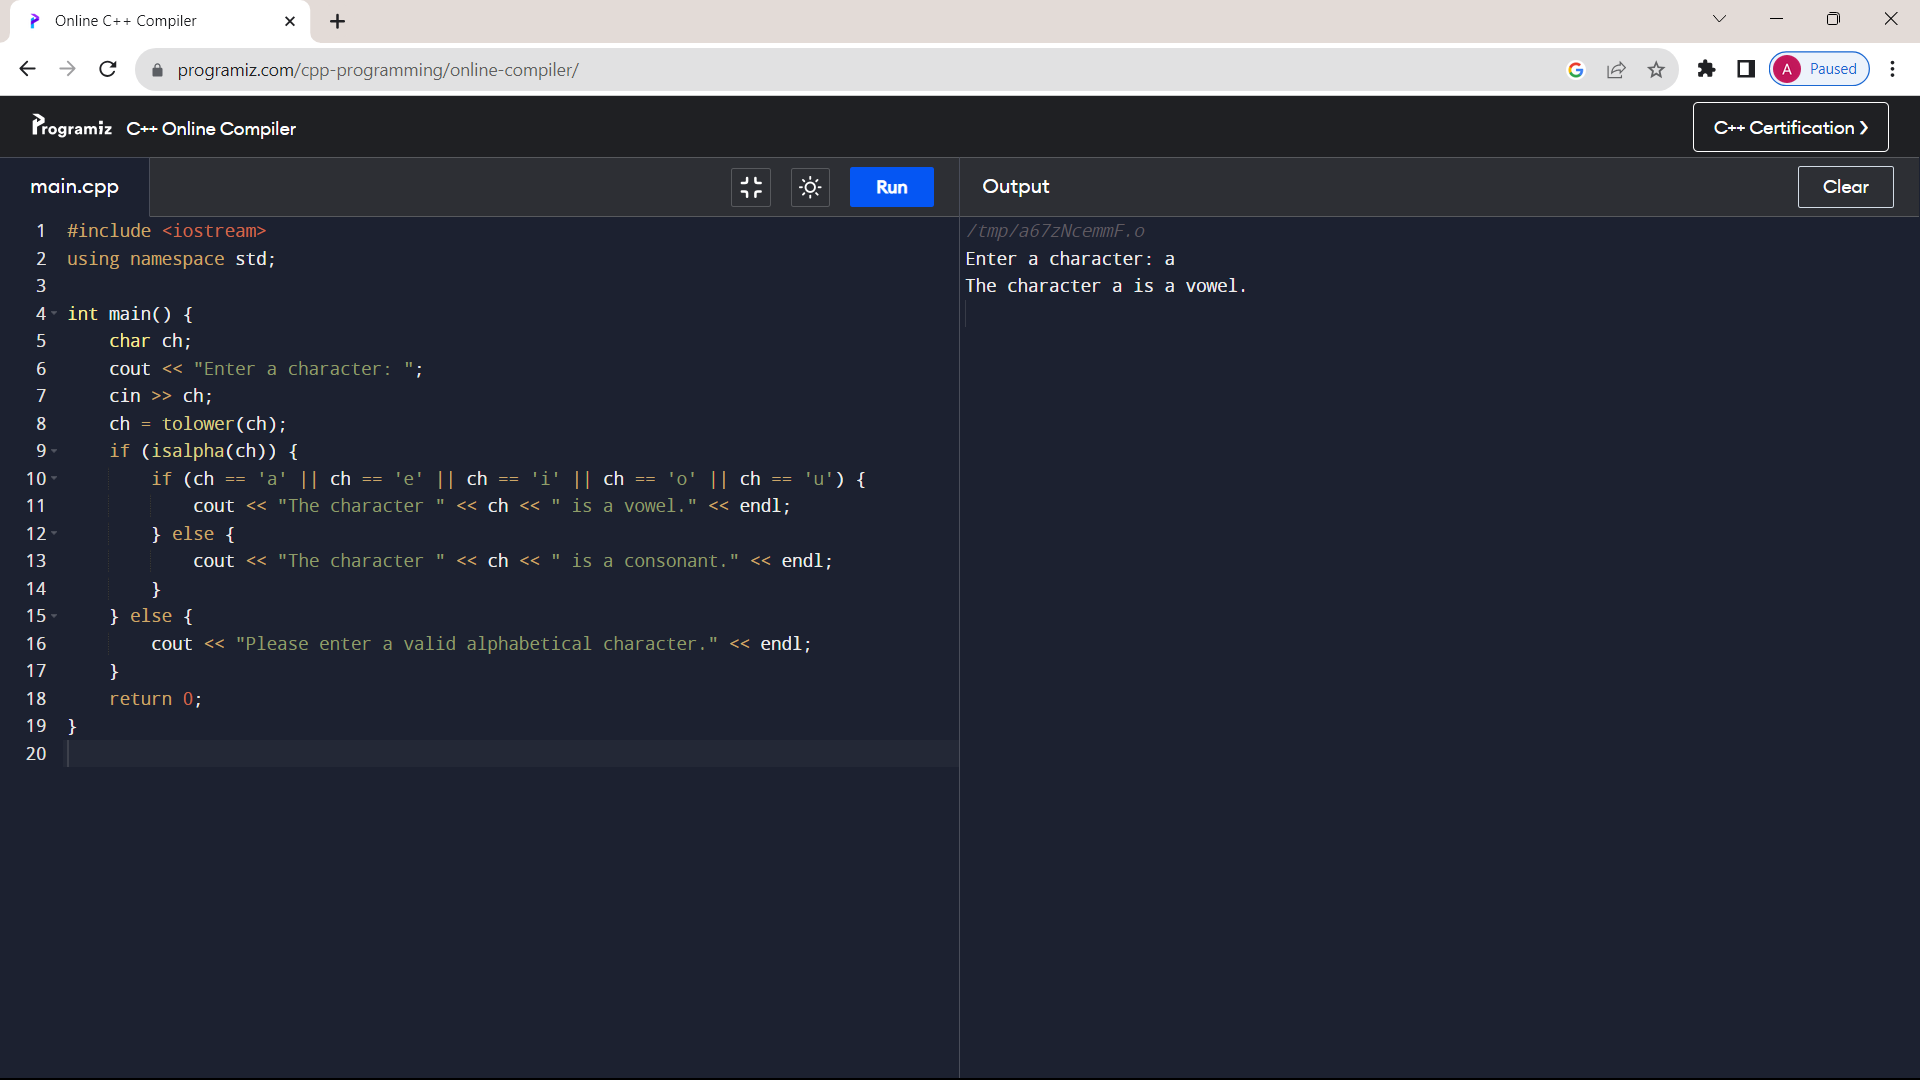 Online C++ Compiler
programiz.com/cpp-programming/online-compiler/
A Paused
Programiz C++ Online Compiler
C++ Certification ❯
main.cpp
Run
Output
Clear
1 #include <iostream>
2 using namespace std;
3
4 int main() {
5     char ch;
6     cout << "Enter a character: ";
7     cin >> ch;
8     ch = tolower(ch);
9     if (isalpha(ch)) {
10         if (ch == 'a' || ch == 'e' || ch == 'i' || ch == 'o' || ch == 'u') {
11             cout << "The character " << ch << " is a vowel." << endl;
12         } else {
13             cout << "The character " << ch << " is a consonant." << endl;
14         }
15     } else {
16         cout << "Please enter a valid alphabetical character." << endl;
17     }
18     return 0;
19 }
20
/tmp/a67zNcemmF.o
Enter a character: a
The character a is a vowel.